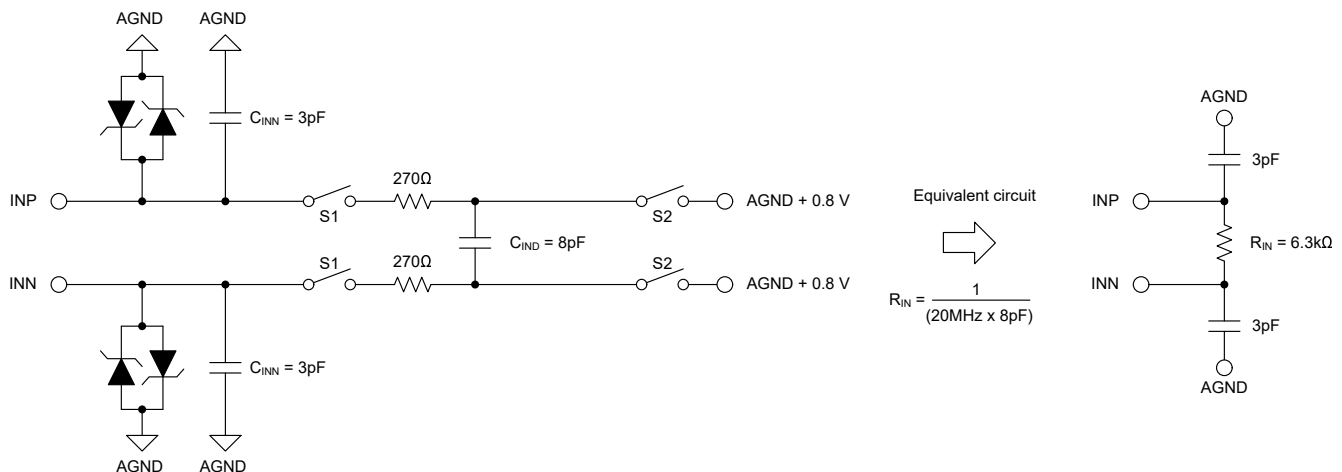 AGND
AGND
C_INN = 3pF
INP
S1
270Ω
S2
AGND + 0.8 V
C_IND = 8pF
INN
S1
270Ω
S2
AGND + 0.8 V
C_INN = 3pF
AGND
AGND
Equivalent circuit
R_IN = 1
(20MHz x 8pF)
AGND
3pF
INP
R_IN = 6.3kΩ
INN
3pF
AGND